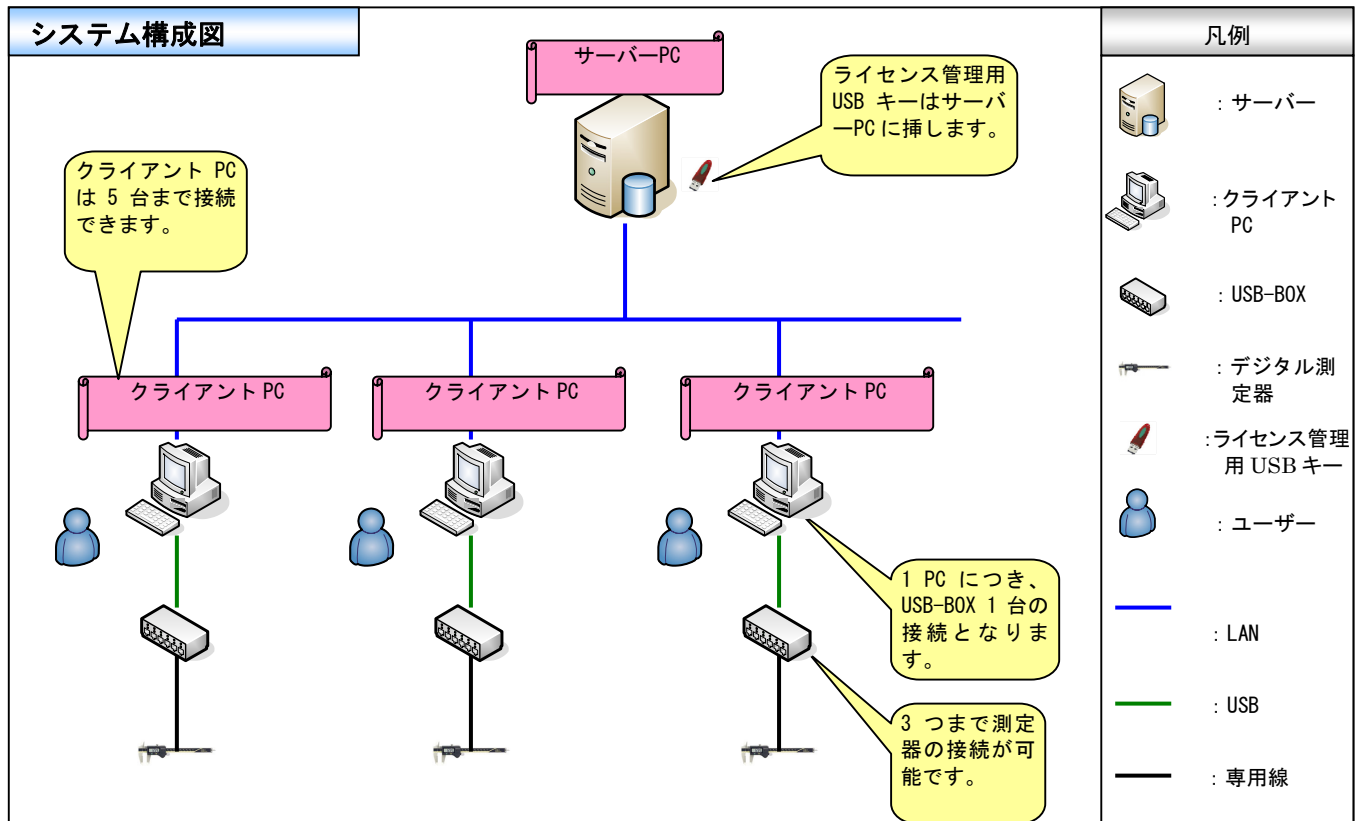 システム構成図
サーバーPC
ライセンス管理用
USB キーはサーバ
ーPCに挿します。
クライアント PC
は 5 台まで接続
できます。
クライアント PC
クライアント PC
クライアント PC
1 PC につき、
USB-BOX 1 台の
接続となりま
す。
3 つまで測定
器の接続が可
能です。
凡例
：サーバー
：クライアント
PC
：USB-BOX
：デジタル測
定器
：ライセンス管理
用 USB キー
：ユーザー
：LAN
：USB
：専用線